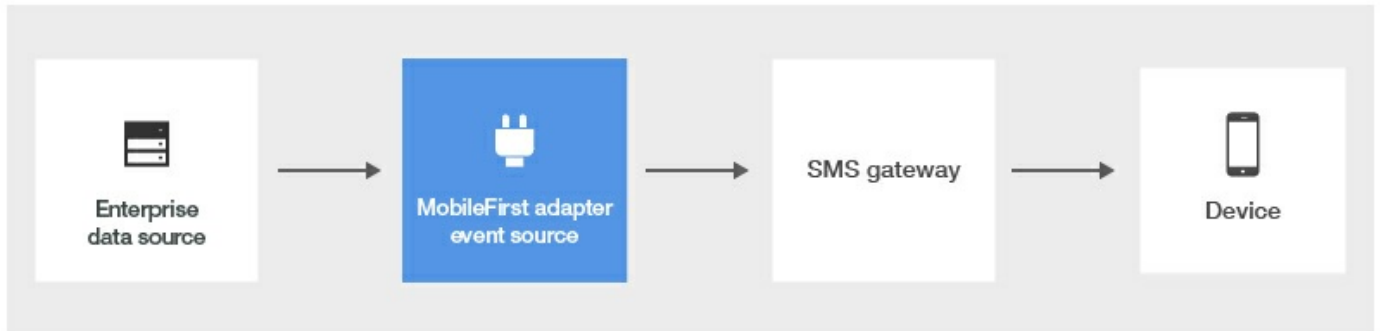 Enterprise
data source
MobileFirst adapter
event source
SMS gateway
Device